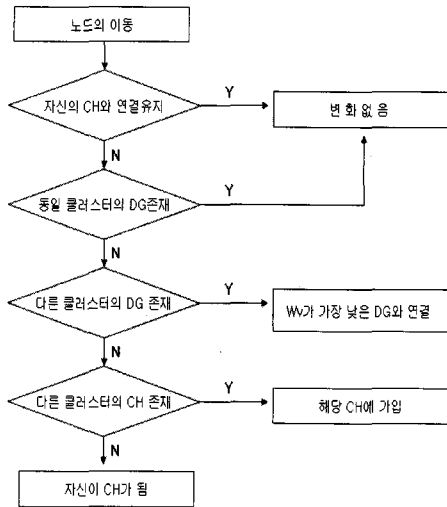 노드의 이동
자신의 CH와 연결유지
Y
변화 없음
N
동일 클러스터의 DG존재
Y
N
다른 클러스터의 DG 존재
Y
Wv가 가장 낮은 DG와 연결
N
다른 클러스터의 CH 존재
Y
해당 CH에 가입
N
자신이 CH가 됨